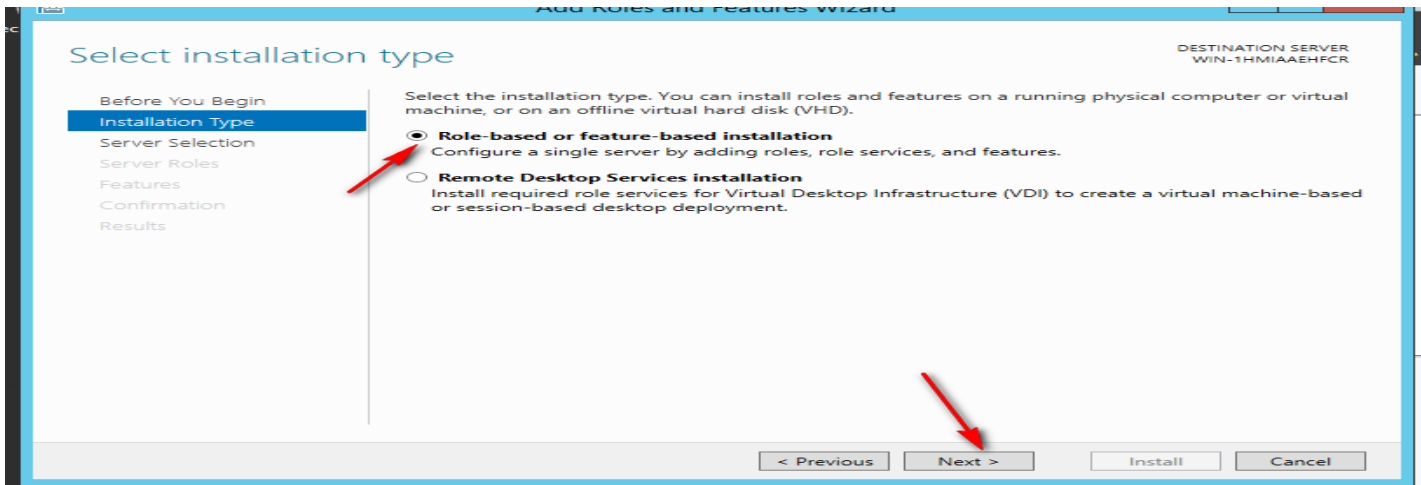 Add Roles and Features Wizard
Select installation type
DESTINATION SERVER
WIN-1HMIAAEHFCR
Before You Begin
Installation Type
Server Selection
Server Roles
Features
Confirmation
Results
Select the installation type. You can install roles and features on a running physical computer or virtual
machine, or on an offline virtual hard disk (VHD).
Role-based or feature-based installation
Configure a single server by adding roles, role services, and features.
Remote Desktop Services installation
Install required role services for Virtual Desktop Infrastructure (VDI) to create a virtual machine-based
or session-based desktop deployment.
< Previous
Next >
Install
Cancel